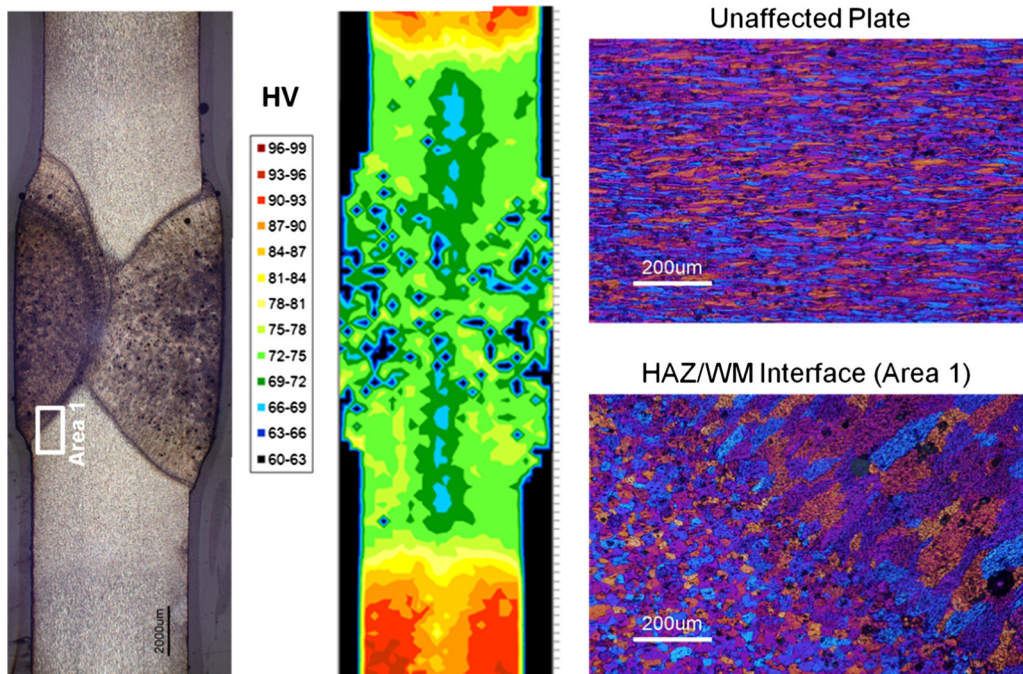 Area 1
2000um
HV
96-99
93-96
90-93
87-90
84-87
81-84
78-81
75-78
72-75
69-72
66-69
63-66
60-63
Unaffected Plate
200um
HAZ/WM Interface (Area 1)
200um